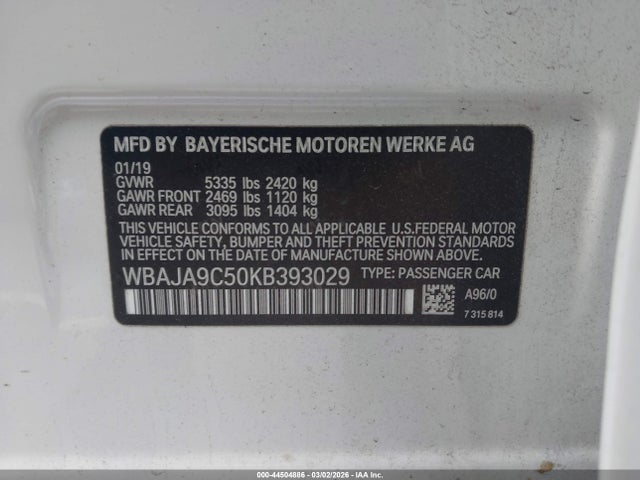 MFD BY BAYERISCHE MOTOREN WERKE AG
01/19
GVWR 5335 lbs 2420 kg
GAWR FRONT 2469 lbs 1120 kg
GAWR REAR 3095 lbs 1404 kg
THIS VEHICLE CONFORMS TO ALL APPLICABLE U.S.FEDERAL MOTOR
VEHICLE SAFETY, BUMPER AND THEFT PREVENTION STANDARDS
IN EFFECT ON THE DATE OF MANUFACTURE SHOWN ABOVE.
WBAJA9C50KB393029 TYPE: PASSENGER CAR
A96/0
7 315 814
000-44504886 - 03/02/2026 - IAA Inc.